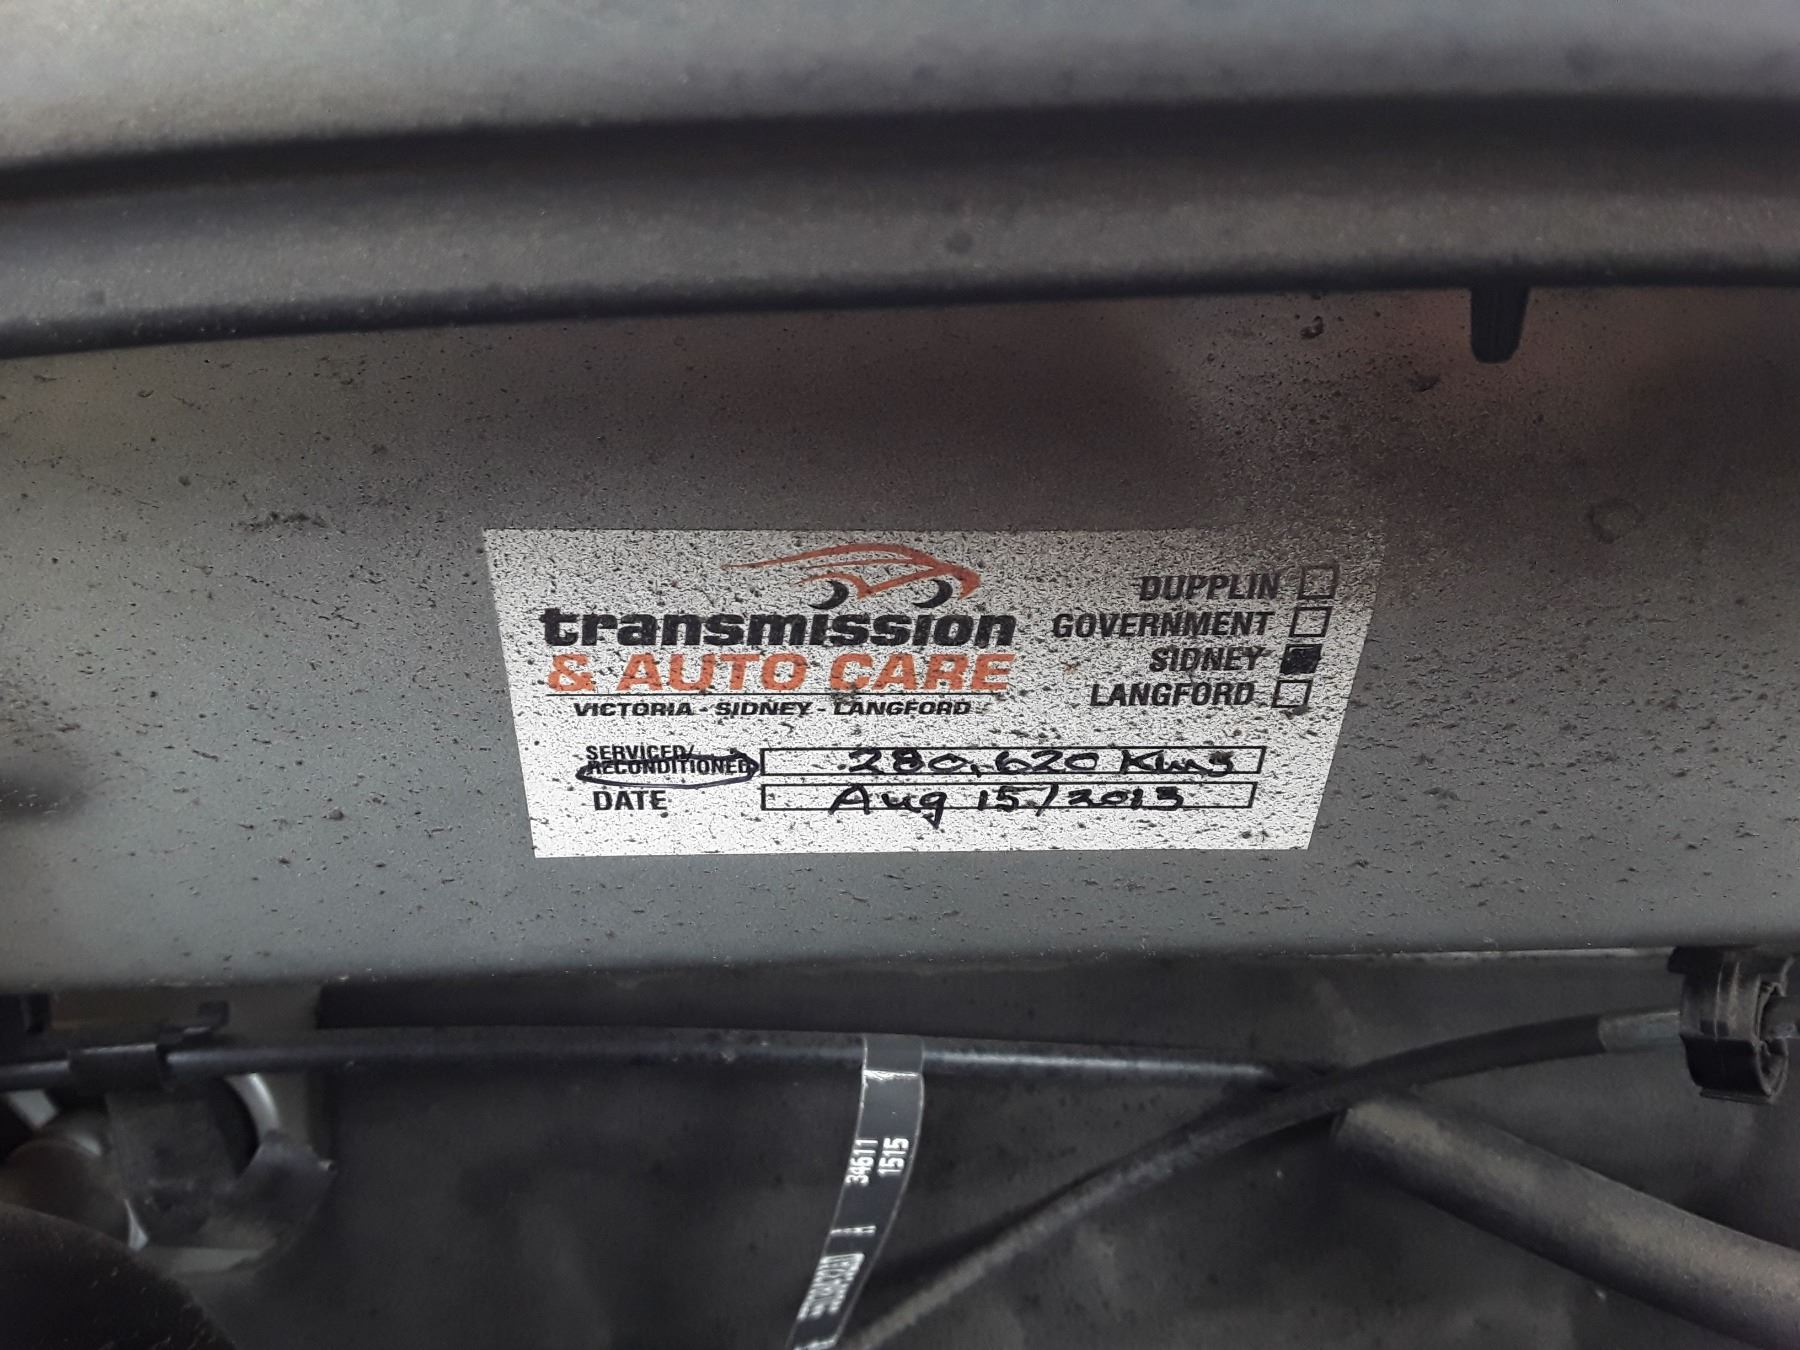 transmission
& AUTO CARE
VICTORIA - SIDNEY - LANGFORD
DUPPLIN
GOVERNMENT
SIDNEY
LANGFORD
SERVICED/
RECONDITIONED
280,620 Kms
DATE
Aug 15/2013
34611
1515